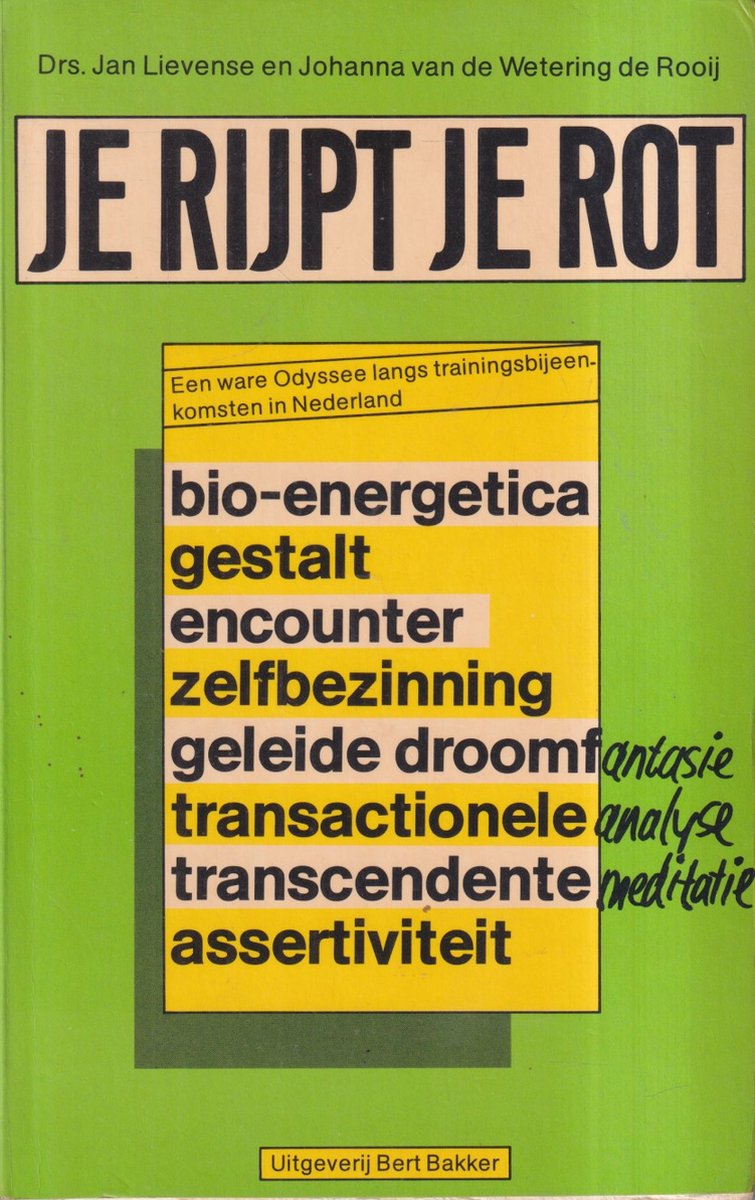 Drs. Jan Lievense en Johanna van de Wetering de Rooij
JE RIJPT JE ROT
Een ware Odyssee langs trainingsbijeen-
komsten in Nederland
bio-energetica
gestalt
encounter
zelfbezinning
geleide droomfantasie
transactionele analyse
transcendente meditatie
assertiviteit
Uitgeverij Bert Bakker